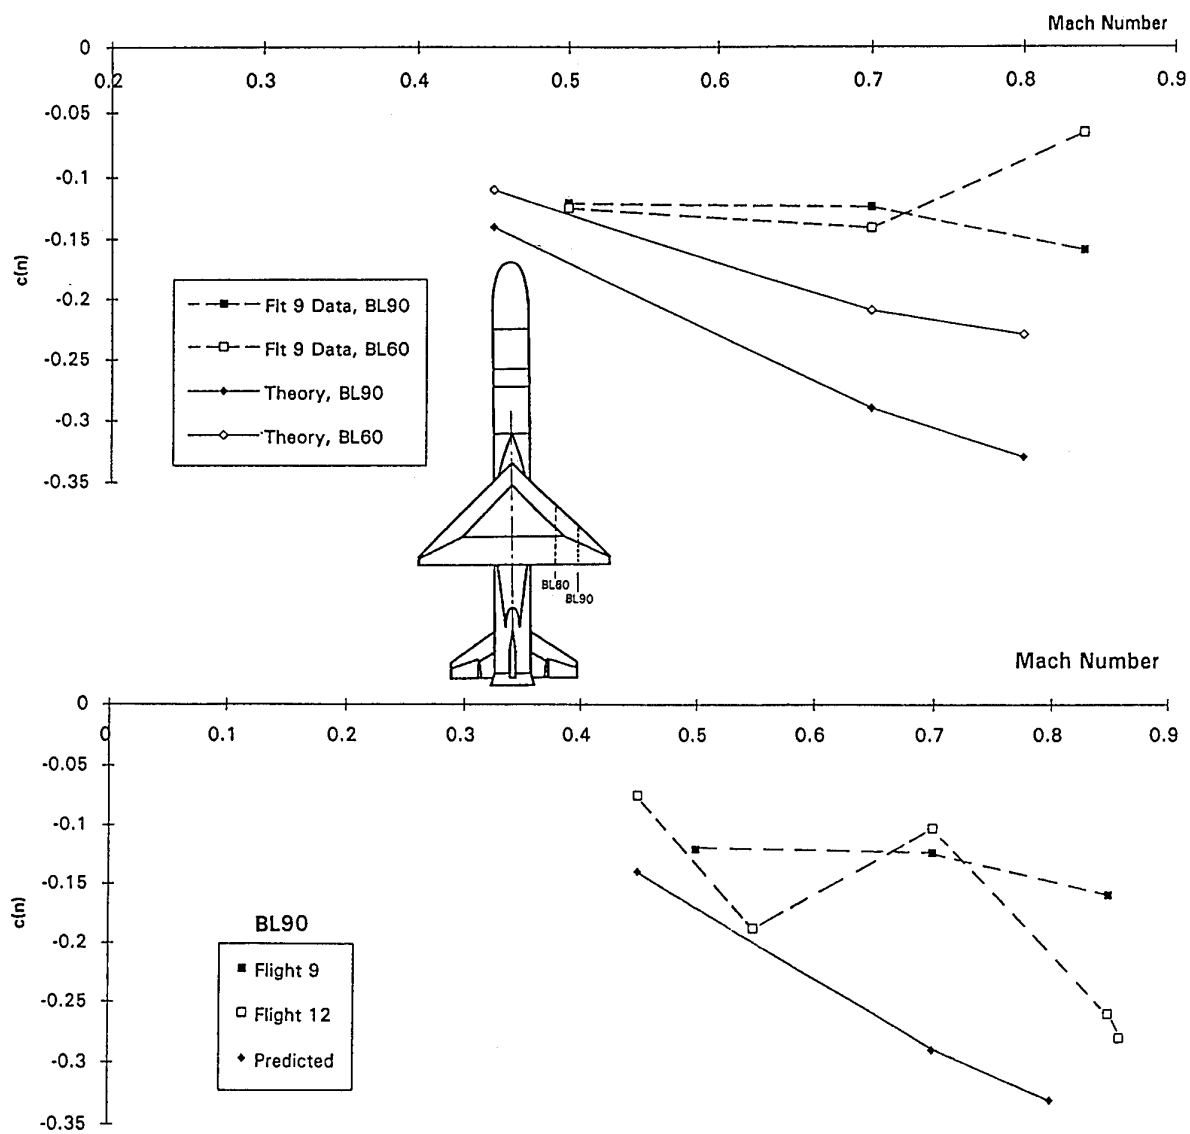 Mach Number
0
0.2 0.3 0.4 0.5 0.6 0.7 0.8 0.9
-0.05
-0.1
-0.15
-0.2
-0.25
-0.3
-0.35
c(n)
Flt 9 Data, BL90
Flt 9 Data, BL60
Theory, BL90
Theory, BL60
BL60
BL90
Mach Number
0
0 0.1 0.2 0.3 0.4 0.5 0.6 0.7 0.8 0.9
-0.05
-0.1
-0.15
-0.2
-0.25
-0.3
-0.35
c(n)
BL90
Flight 9
Flight 12
Predicted